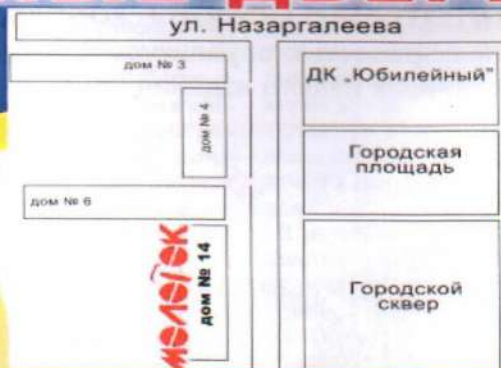 ул. Назаргалеева
дом № 3
ДК „Юбилейный"
дом № 4
Городская
площадь
дом № 6
МОЛОТОК
дом № 14
Городской
сквер